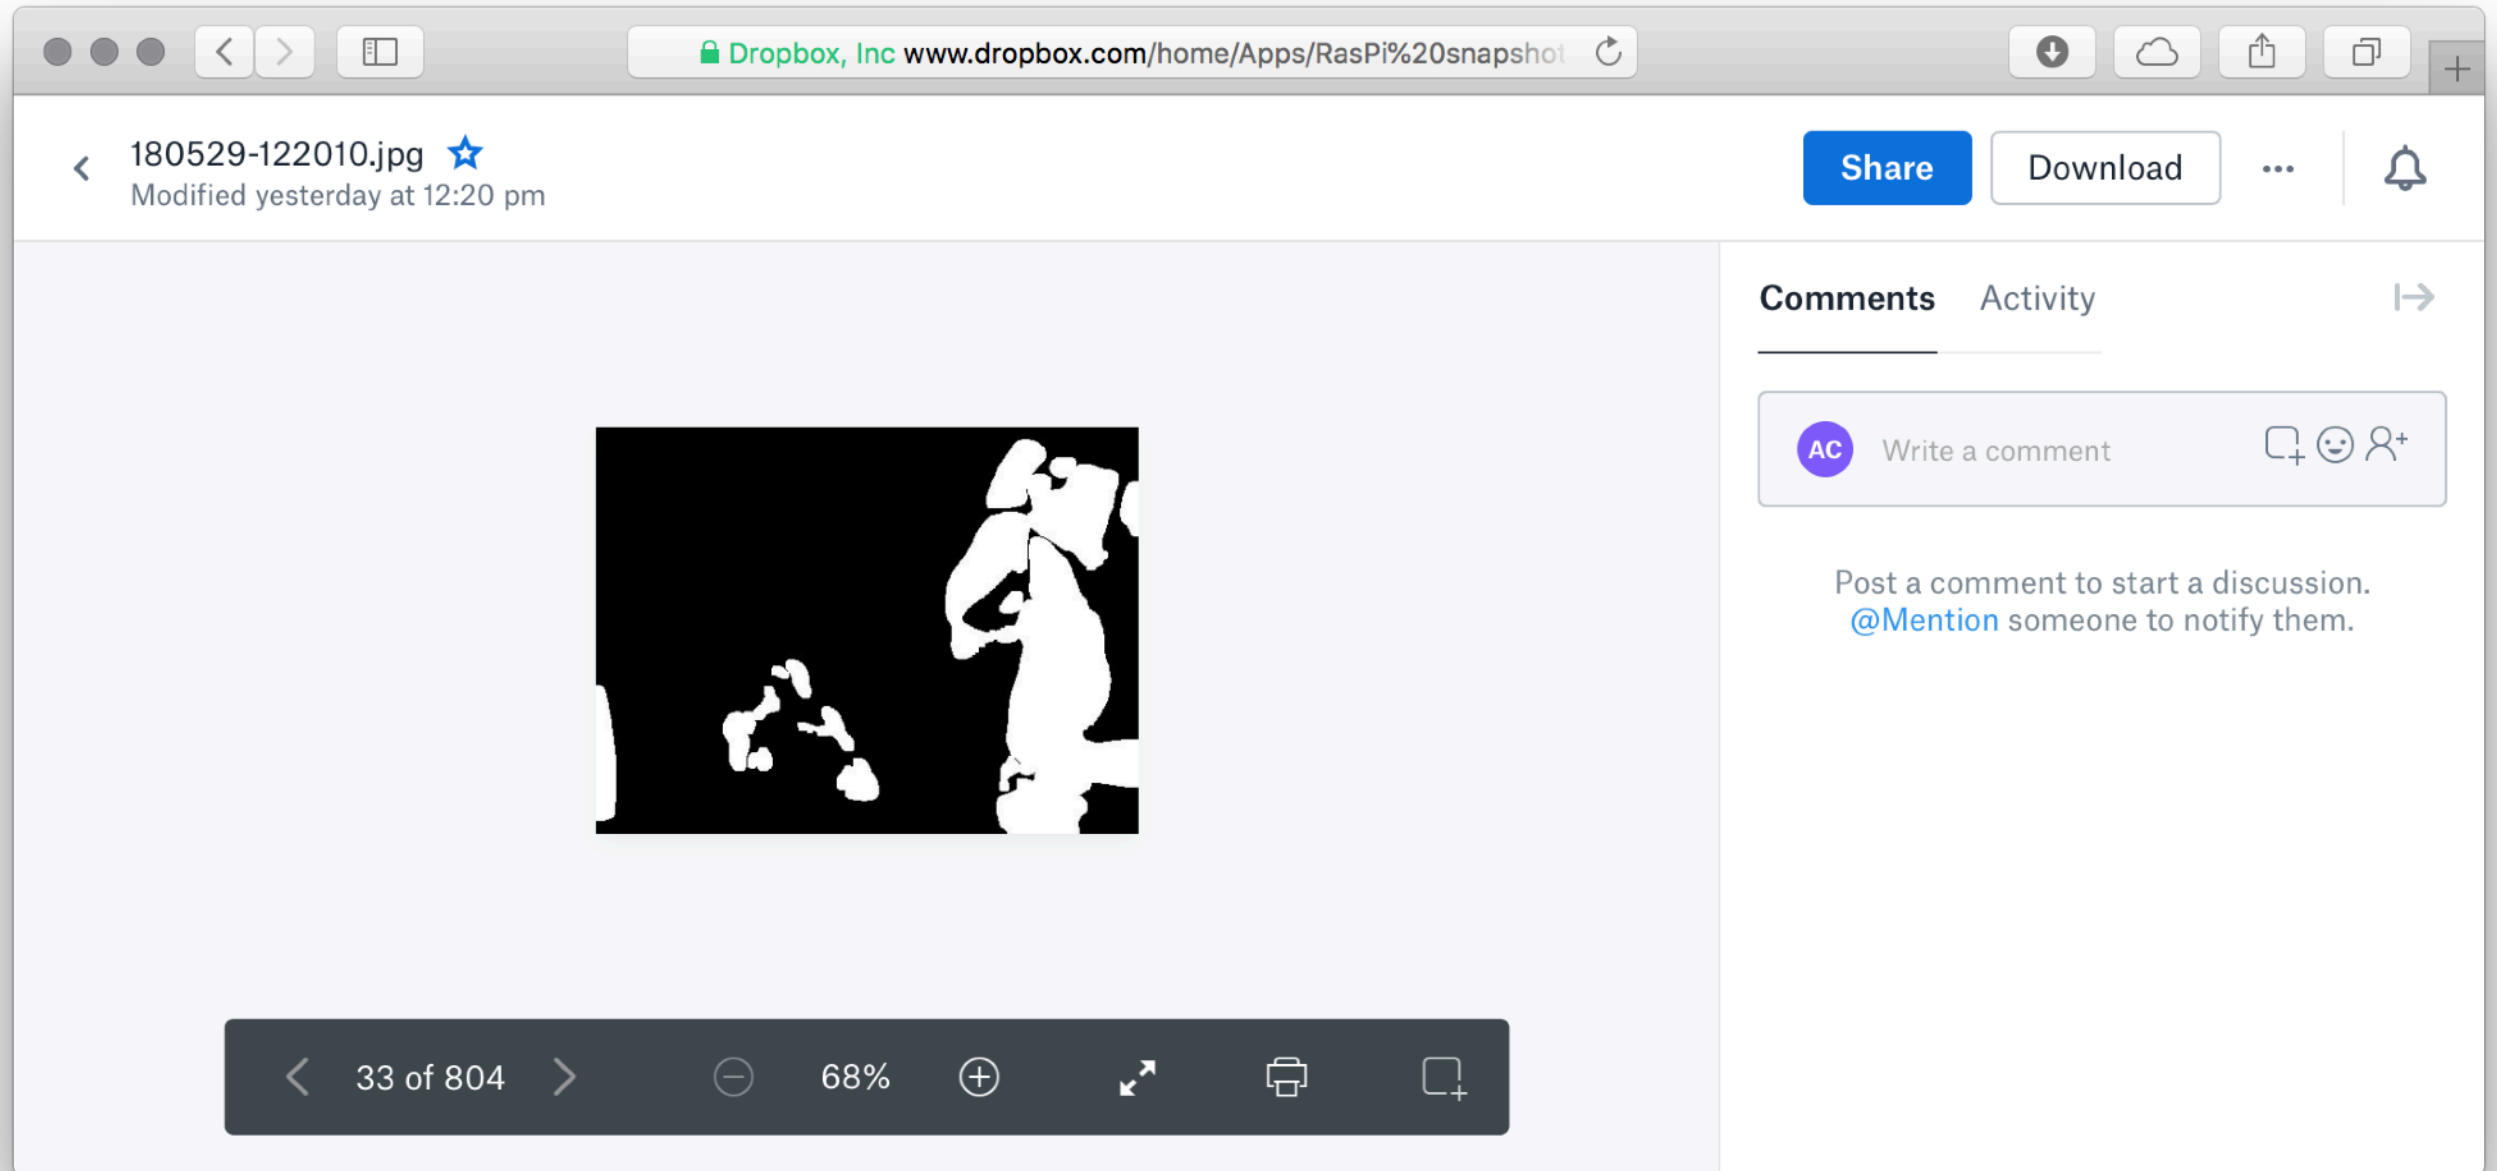 Dropbox, Inc www.dropbox.com/home/Apps/RasPi%20snapshot
180529-122010.jpg
Modified yesterday at 12:20 pm
Share
Download
Comments
Activity
AC
Write a comment
Post a comment to start a discussion.
@Mention someone to notify them.
33 of 804
68%